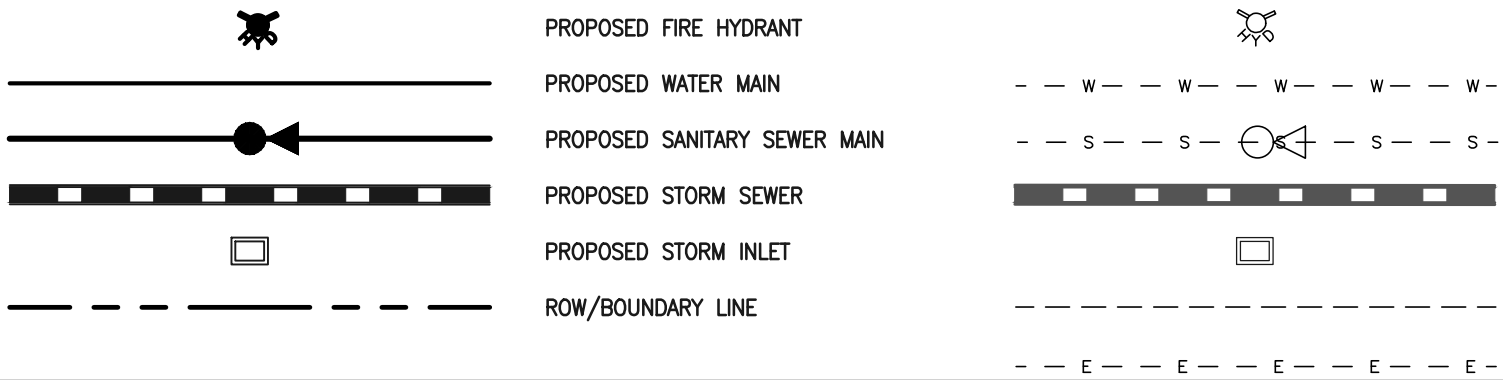 HYD PROPOSED FIRE HYDRANT HYD
PROPOSED WATER MAIN W W W W W
PROPOSED SANITARY SEWER MAIN S S S S S
PROPOSED STORM SEWER
PROPOSED STORM INLET
ROW/BOUNDARY LINE
E E E E E